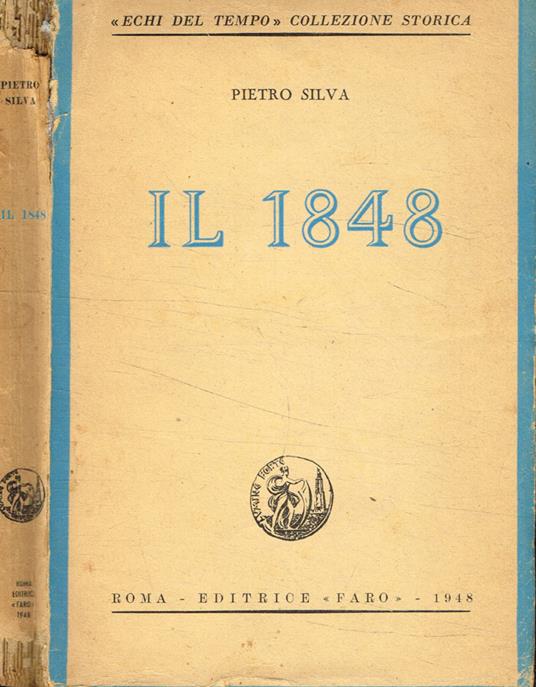 «ECHI DEL TEMPO» COLLEZIONE STORICA
PIETRO SILVA
IL 1848
ROMA - EDITRICE «FARO» - 1948
PIETRO
SILVA
IL 1848
ROMA
EDITRICE
«FARO»
1948